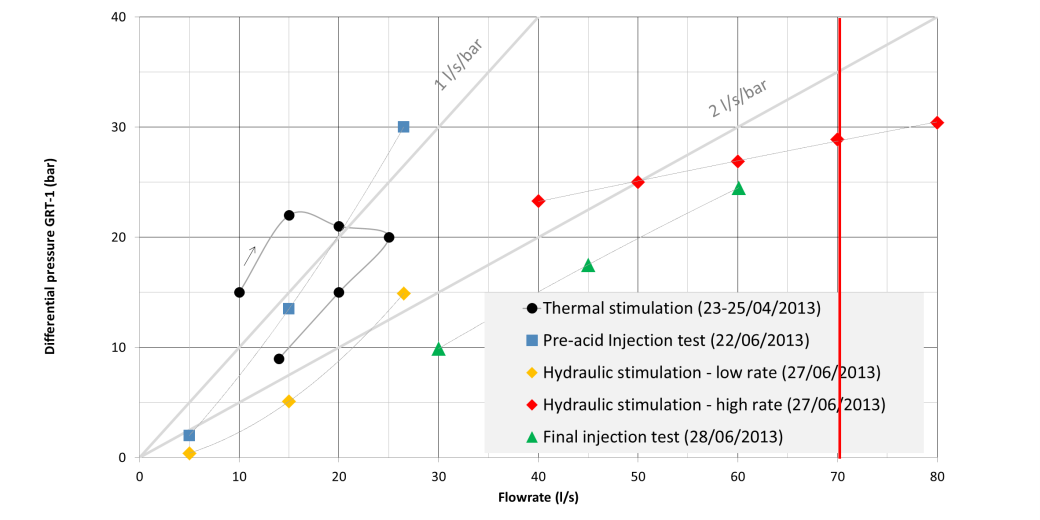 40
30
20
10
0
Differential pressure GRT-1 (bar)
1 l/s/bar
2 l/s/bar
Thermal stimulation (23-25/04/2013)
Pre-acid Injection test (22/06/2013)
Hydraulic stimulation - low rate (27/06/2013)
Hydraulic stimulation - high rate (27/06/2013)
Final injection test (28/06/2013)
0 10 20 30 40 50 60 70 80
Flowrate (l/s)